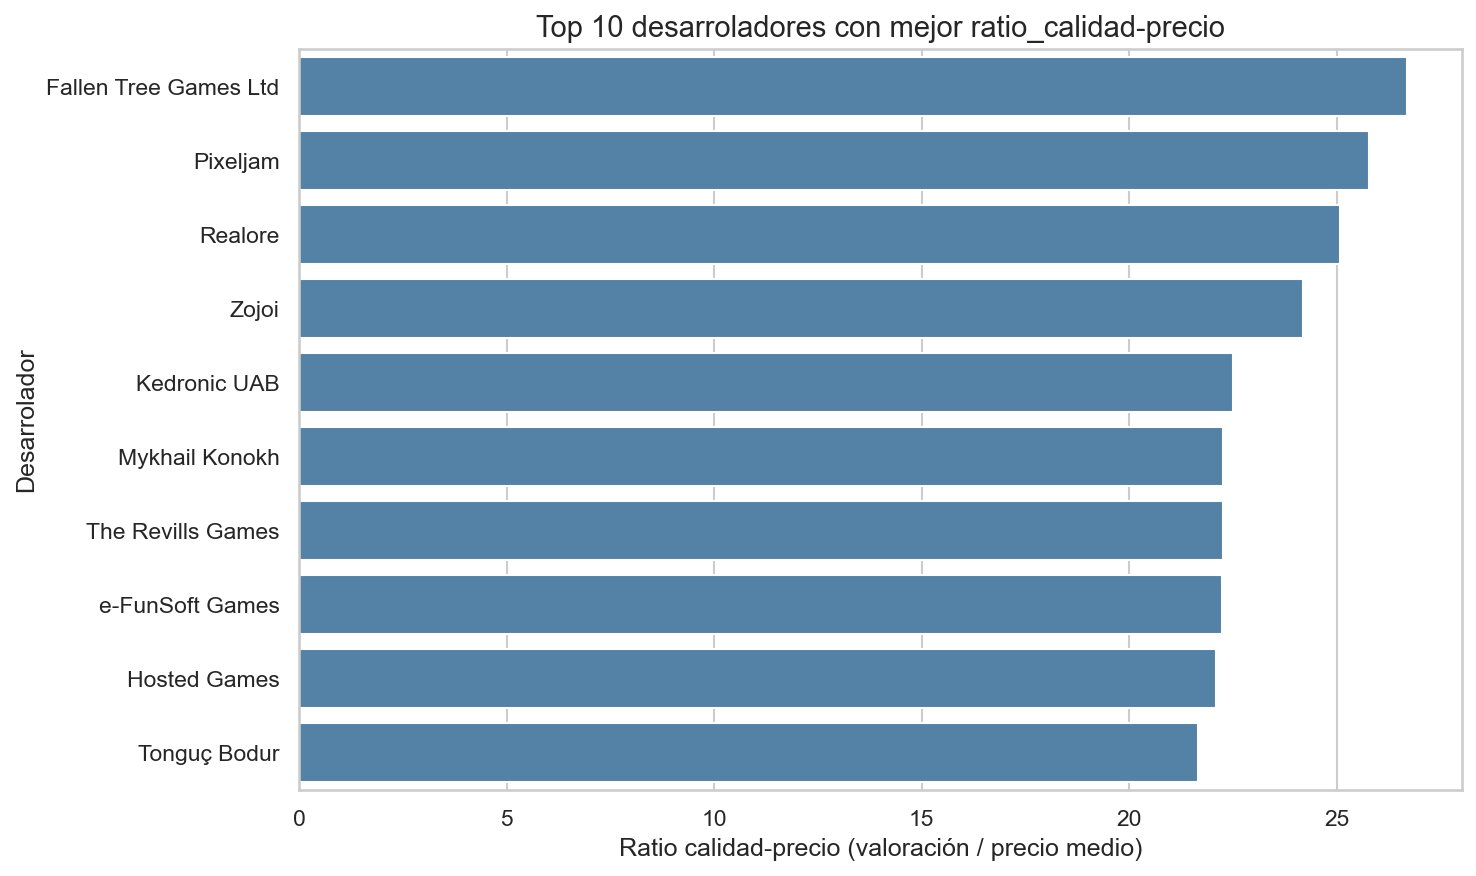 Top 10 desarroladores con mejor ratio_calidad-precio
Desarrolador
Fallen Tree Games Ltd
Pixeljam
Realore
Zojoi
Kedronic UAB
Mykhail Konokh
The Revills Games
e-FunSoft Games
Hosted Games
Tonguç Bodur
0 5 10 15 20 25
Ratio calidad-precio (valoración / precio medio)